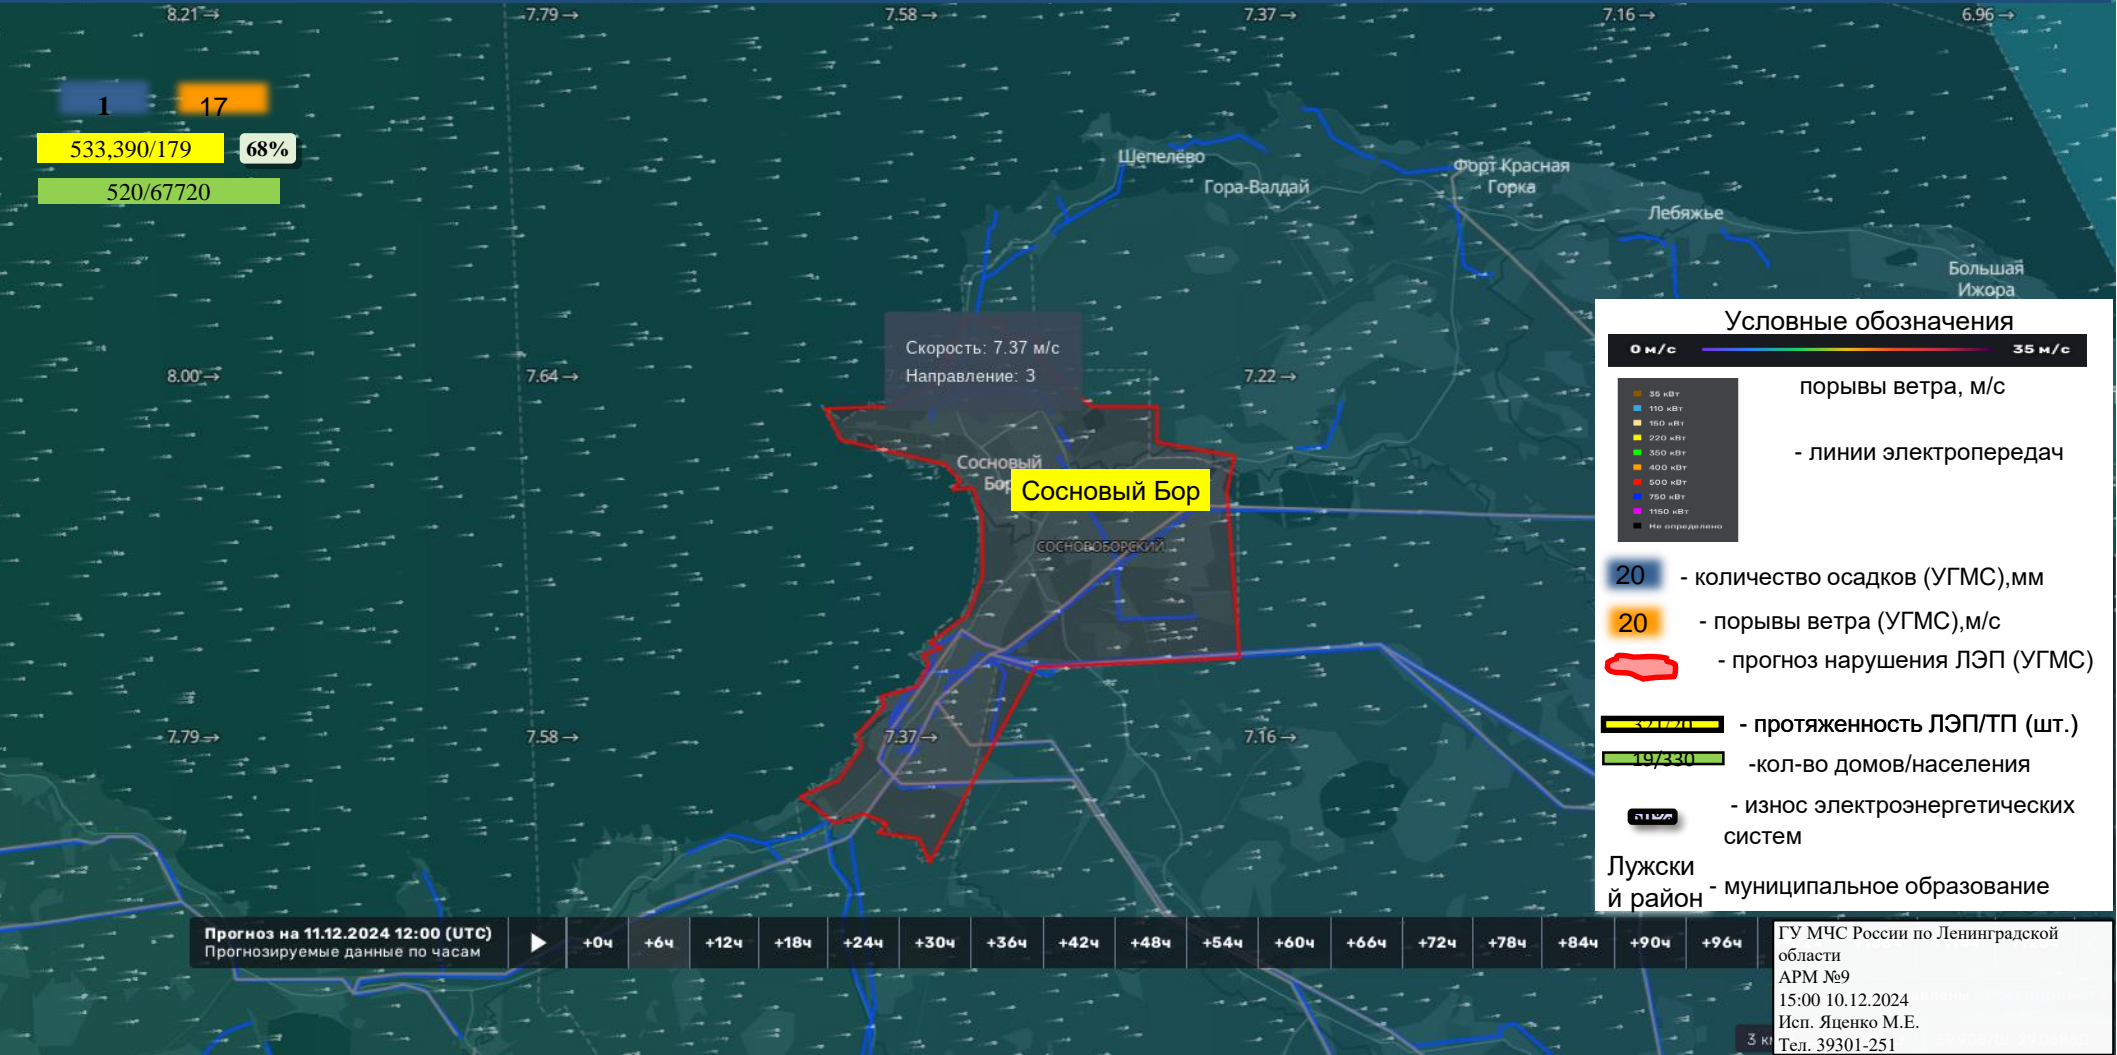 8.21 → 7.79 → 7.58 → 7.37 → 7.16 → 6.96 →
1 17
533,390/179 68%
520/67720
Шепелёво
Гора-Валдай
Форт Красная
Горка
Лебяжье
Большая
Ижора
Скорость: 7.37 м/с
Направление: З
8.00 → 7.64 → 7.22 →
Сосновый
Бор
Сосновый Бор
СОСНОВОБОРСКИЙ
7.79 → 7.58 → 7.37 → 7.16 →
Условные обозначения
0 м/с 35 м/с
порывы ветра, м/с
35 кВт
110 кВт
150 кВт
220 кВт
350 кВт
400 кВт
500 кВт
750 кВт
1150 кВт
Не определено
- линии электропередач
20 - количество осадков (УГМС),мм
20 - порывы ветра (УГМС),м/с
- прогноз нарушения ЛЭП (УГМС)
321/20 - протяженность ЛЭП/ТП (шт.)
19/330 -кол-во домов/населения
- износ электроэнергетических
систем
Лужски
й район - муниципальное образование
Прогноз на 11.12.2024 12:00 (UTC)
Прогнозируемые данные по часам
+0ч +6ч +12ч +18ч +24ч +30ч +36ч +42ч +48ч +54ч +60ч +66ч +72ч +78ч +84ч +90ч +96ч
ГУ МЧС России по Ленинградской
области
АРМ №9
15:00 10.12.2024
Исп. Яценко М.Е.
Тел. 39301-251
3